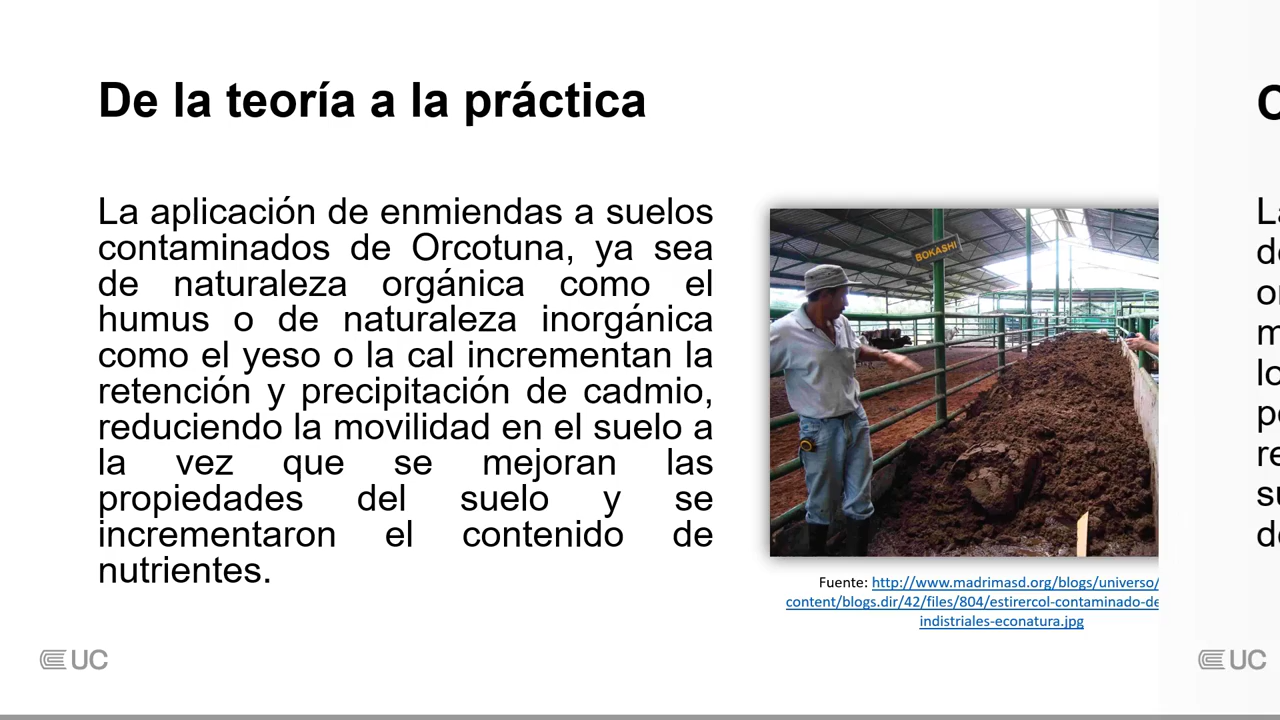 De la teoría a la práctica
La aplicación de enmiendas a suelos
contaminados de Orcotuna, ya sea
de naturaleza orgánica como el
humus o de naturaleza inorgánica
como el yeso o la cal incrementan la
retención y precipitación de cadmio,
reduciendo la movilidad en el suelo a
la vez que se mejoran las
propiedades del suelo y se
incrementaron el contenido de
nutrientes.
BOKASHI
Fuente: http://www.madrimasd.org/blogs/universo/
content/blogs.dir/42/files/804/estirercol-contaminado-de
indistriales-econatura.jpg
UC
UC